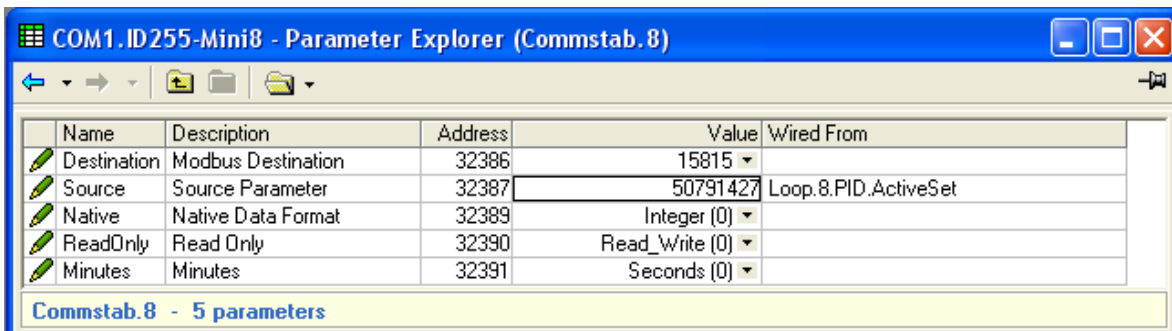 COM1.ID255-Mini8 - Parameter Explorer (Commstab.8)
Name Description Address Value Wired From
Destination Modbus Destination 32386 15815
Source Source Parameter 32387 50791427 Loop.8.PID.ActiveSet
Native Native Data Format 32389 Integer (0)
ReadOnly Read Only 32390 Read_Write (0)
Minutes Minutes 32391 Seconds (0)
Commstab.8 - 5 parameters